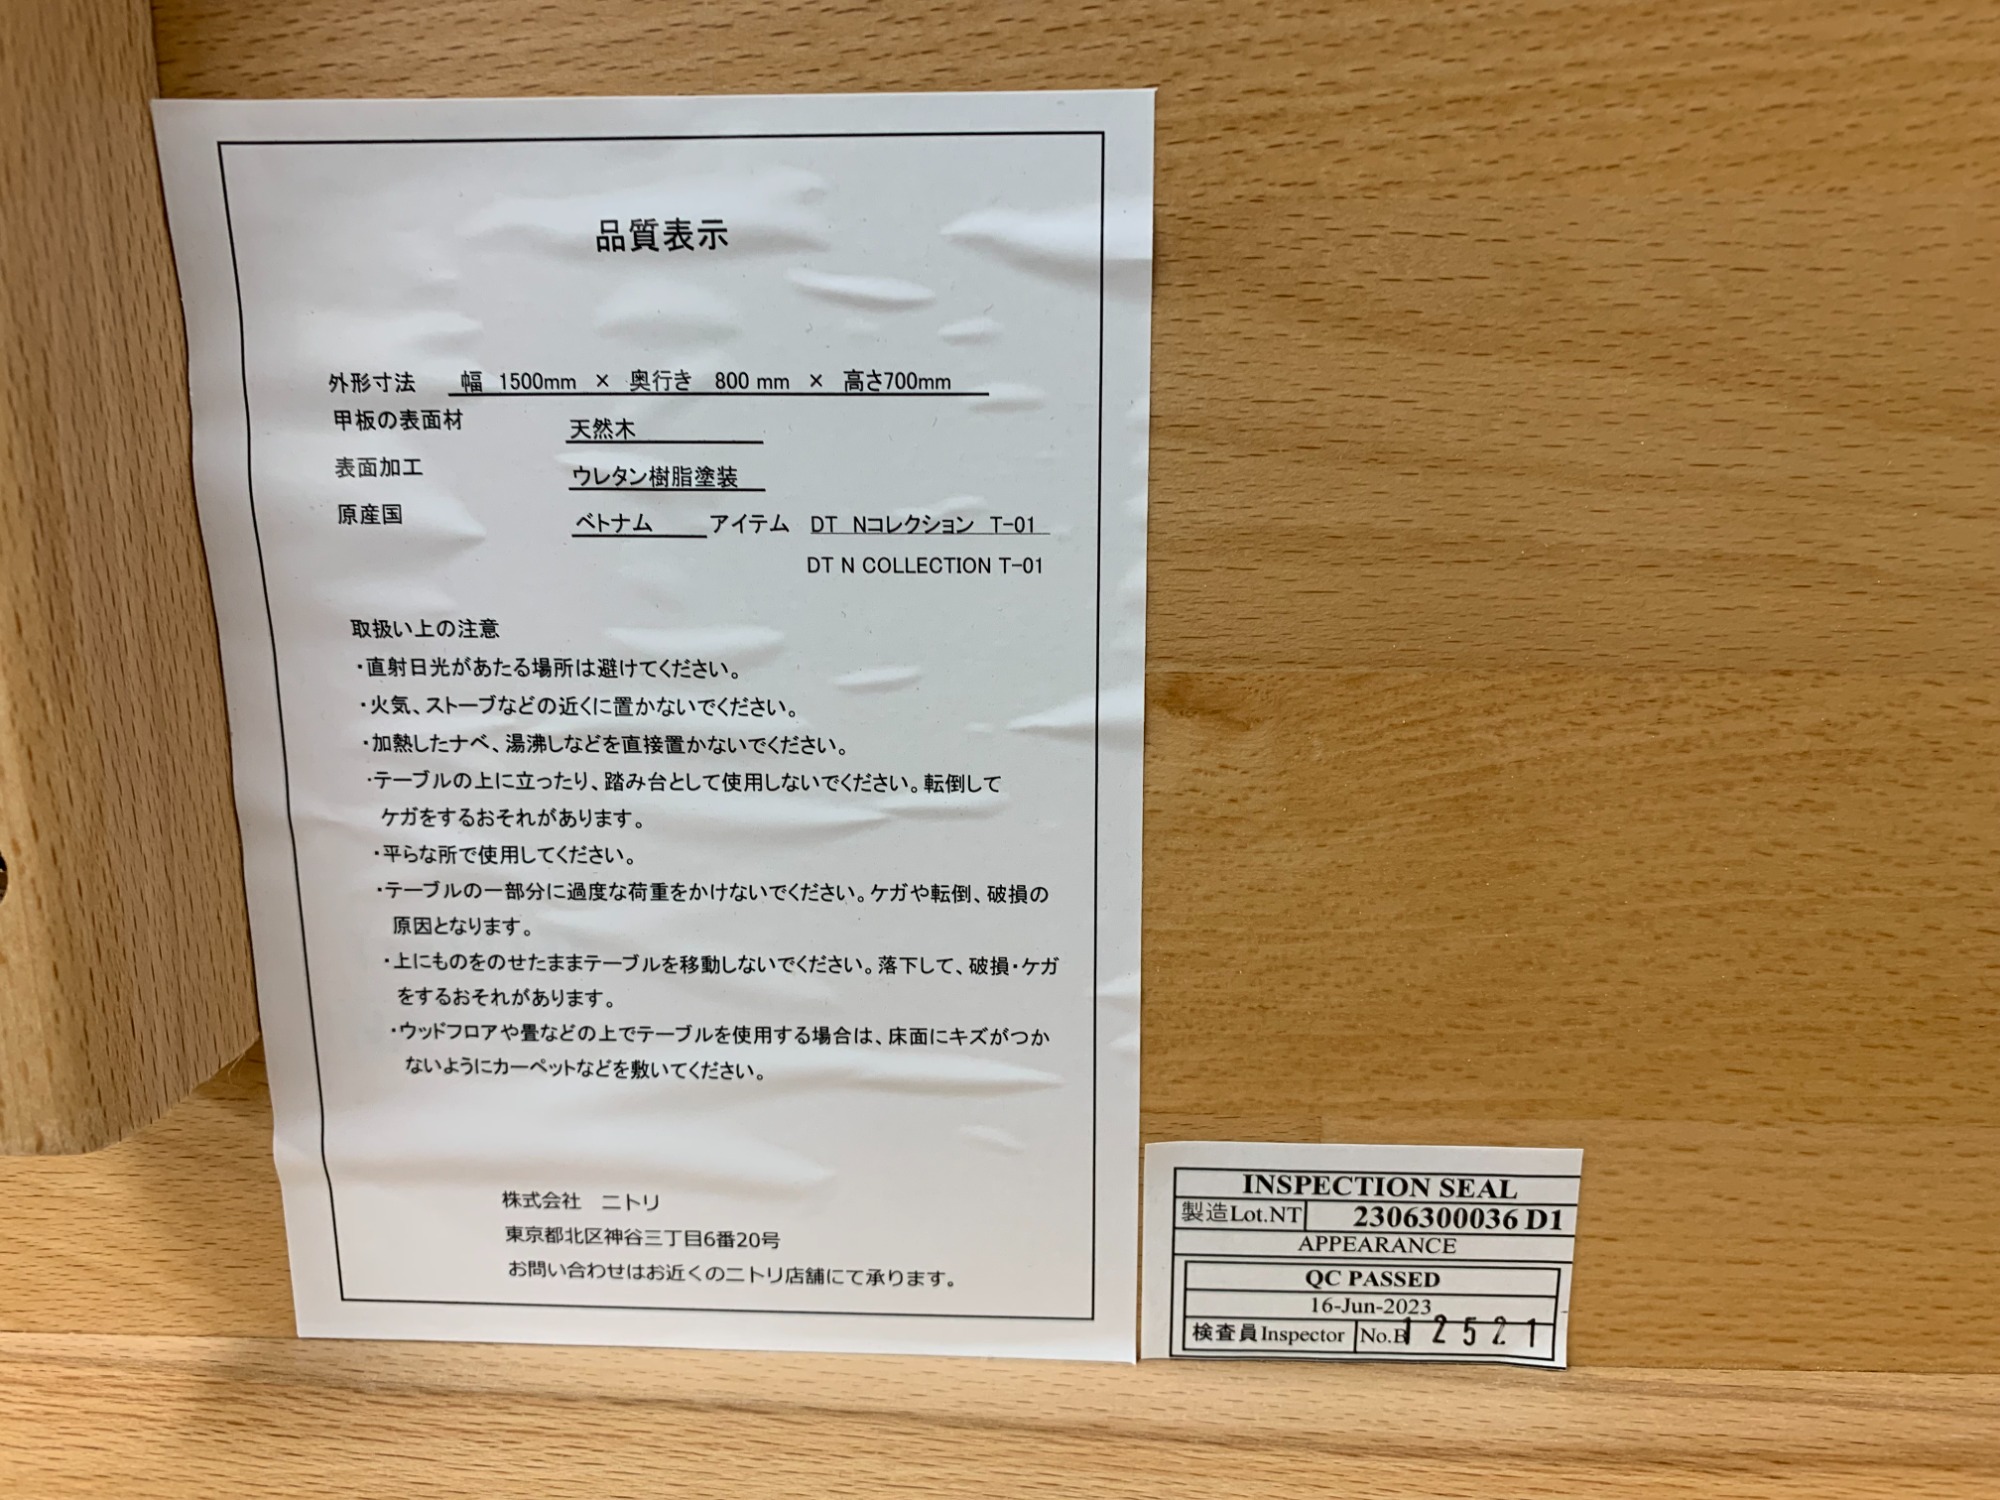 品質表示
外形寸法 幅 1500mm × 奥行き 800 mm × 高さ700mm
甲板の表面材 天然木
表面加工 ウレタン樹脂塗装
原産国 ベトナム アイテム DT Nコレクション T-01
DT N COLLECTION T-01
取扱い上の注意
・直射日光があたる場所は避けてください。
・火気、ストーブなどの近くに置かないでください。
・加熱したナベ、湯沸しなどを直接置かないでください。
・テーブルの上に立ったり、踏み台として使用しないでください。転倒して
ケガをするおそれがあります。
・平らな所で使用してください。
・テーブルの一部分に過度な荷重をかけないでください。ケガや転倒、破損の
原因となります。
・上にものをのせたままテーブルを移動しないでください。落下して、破損・ケガ
をするおそれがあります。
・ウッドフロアや畳などの上でテーブルを使用する場合は、床面にキズがつか
ないようにカーペットなどを敷いてください。
株式会社 ニトリ
東京都北区神谷三丁目6番20号
お問い合わせはお近くのニトリ店舗にて承ります。
INSPECTION SEAL
製造Lot.NT 2306300036 D1
APPEARANCE
QC PASSED
16-Jun-2023
検査員Inspector No.B 12521